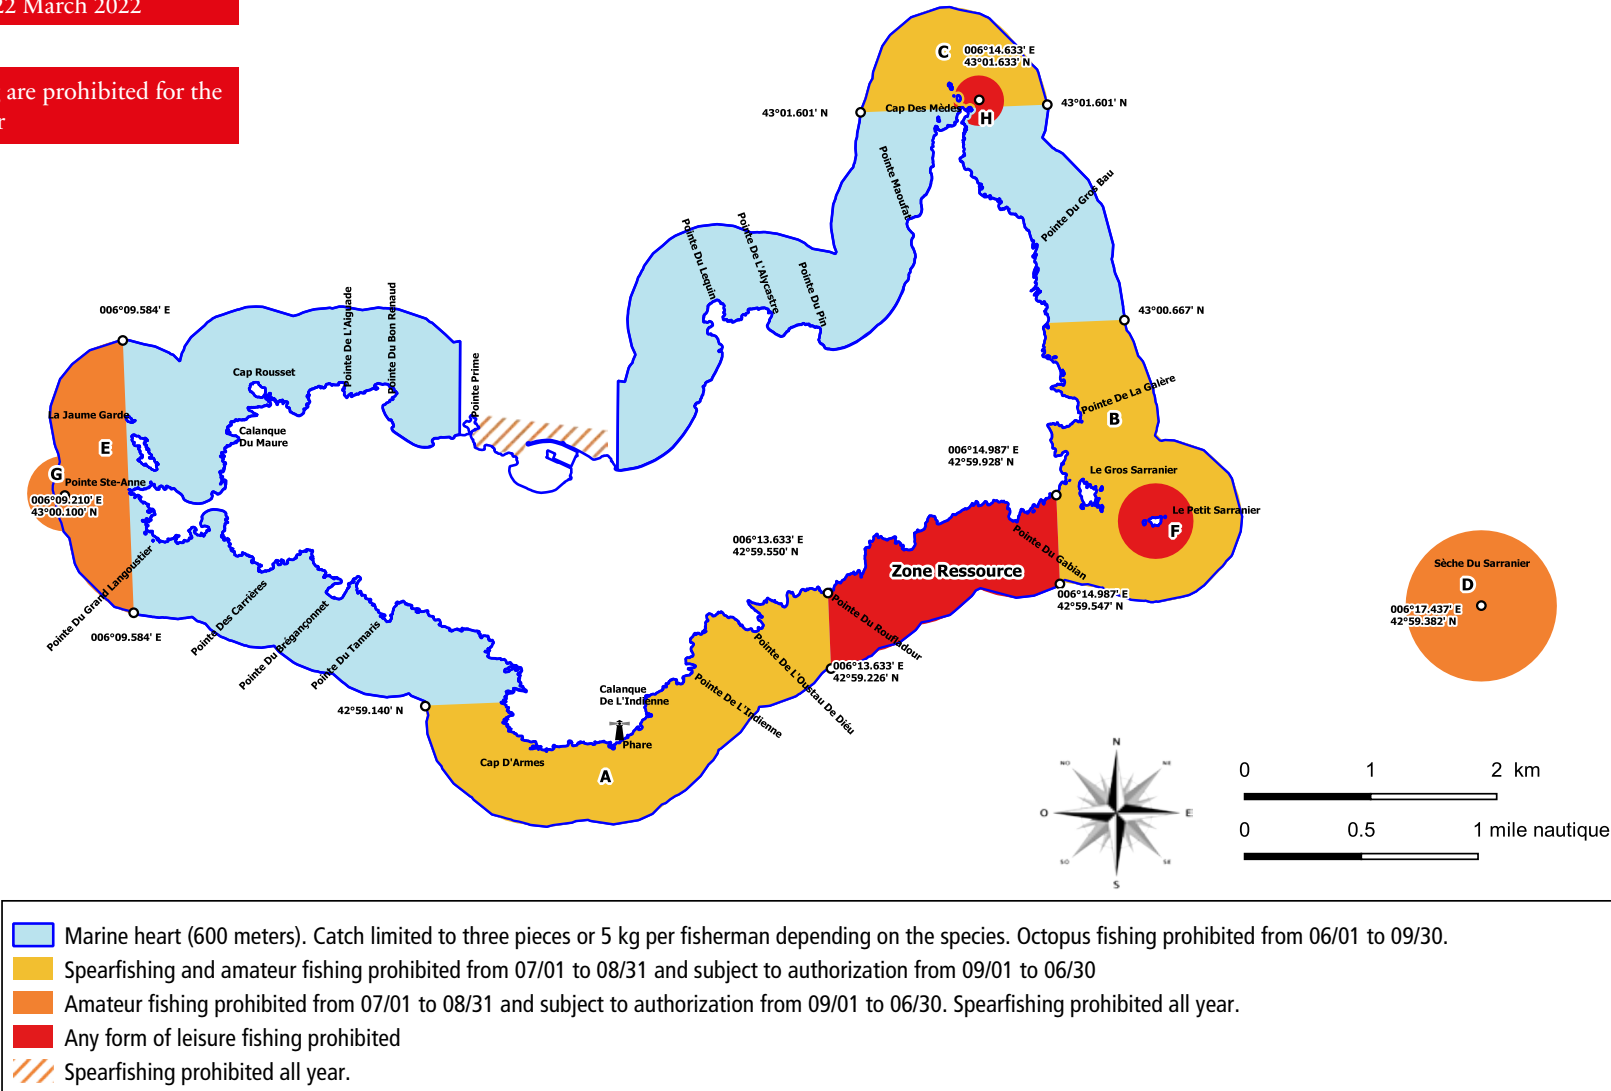 22 March 2022
are prohibited for the
C
006°14.633' E
43°01.633' N
43°01.601' N
Cap Des Mèdes
H
43°01.601' N
Pointe Maoufat
Pointe Du Gros Bau
Pointe Du Lequin
Pointe De L'Alycastre
Pointe Du Pin
006°09.584' E
Pointe De L'Aiguade
Pointe Du Bon Renaud
43°00.667' N
Cap Rousset
Pointe Prime
La Jaume Garde
Pointe De La Galère
B
E
Calanque
Du Maure
006°14.987' E
42°59.928' N
G
Pointe Ste-Anne
Le Gros Sarranier
006°09.210' E
43°00.100' N
Le Petit Sarranier
F
006°13.633' E
42°59.550' N
Pointe Du Gabian
Zone Ressource
Sèche Du Sarranier
D
006°17.437' E
42°59.382' N
Pointe Du Grand Langoustier
006°14.987' E
42°59.547' N
Pointe Des Carrières
Pointe Du Brégançonnet
Pointe Du Tamaris
Pointe Du Rouffadour
006°09.584' E
Pointe De L'Oustau De Diéu
006°13.633' E
42°59.226' N
Pointe De L'Indienne
42°59.140' N
Calanque
De L'Indienne
Phare
Cap D'Armes
A
N
NO
NE
O
E
SO
SE
S
0 1 2 km
0 0.5 1 mile nautique
Marine heart (600 meters). Catch limited to three pieces or 5 kg per fisherman depending on the species. Octopus fishing prohibited from 06/01 to 09/30.
Spearfishing and amateur fishing prohibited from 07/01 to 08/31 and subject to authorization from 09/01 to 06/30
Amateur fishing prohibited from 07/01 to 08/31 and subject to authorization from 09/01 to 06/30. Spearfishing prohibited all year.
Any form of leisure fishing prohibited
Spearfishing prohibited all year.